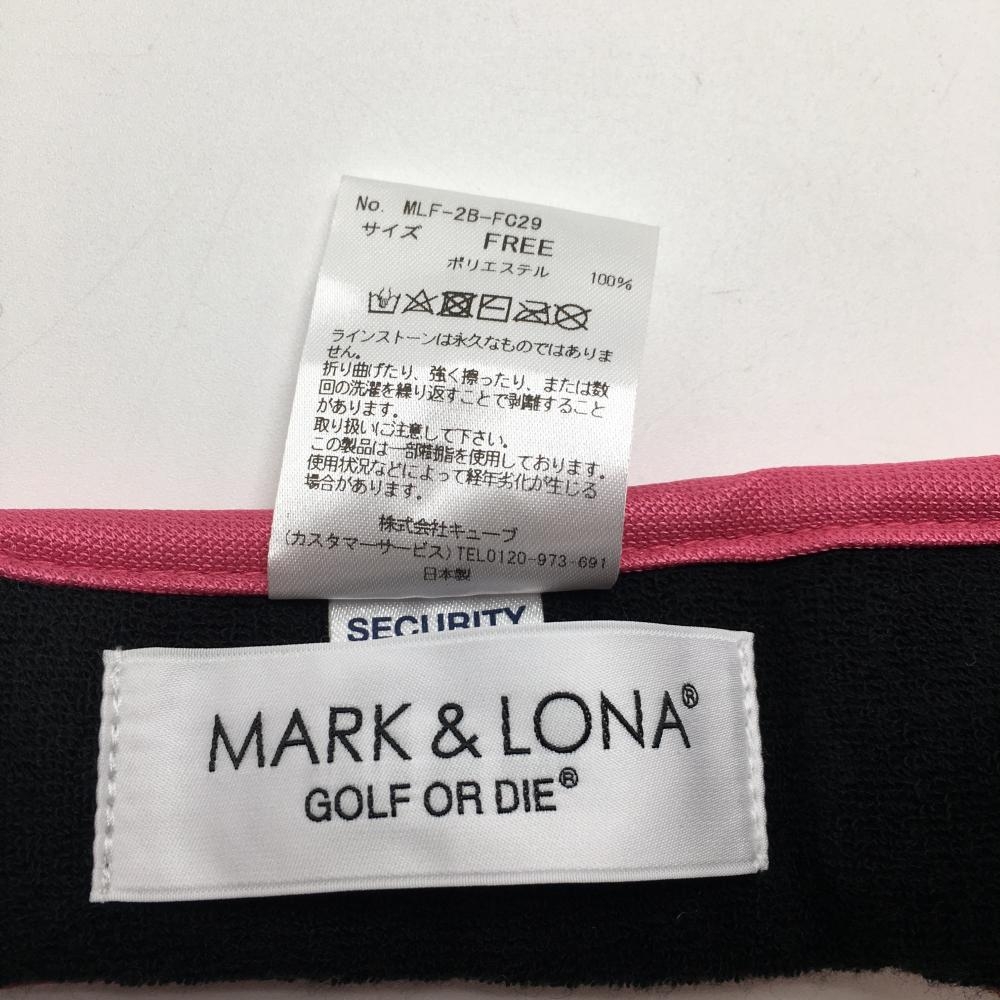 No. MLF-2B-FC29
サイズ FREE
ポリエステル 100%
ラインストーンは永久なものではありま
せん。
折り曲げたり、強く擦ったり、または数
回の洗濯を繰り返すことで剥離すること
があります。
取り扱いに注意して下さい。
この製品は一部樹脂を使用しております。
使用状況などによって経年劣化が生じる
場合があります。
株式会社キューブ
(カスタマーサービス)TEL0120-973-691
日本製
SECURITY
MARK & LONA®
GOLF OR DIE®